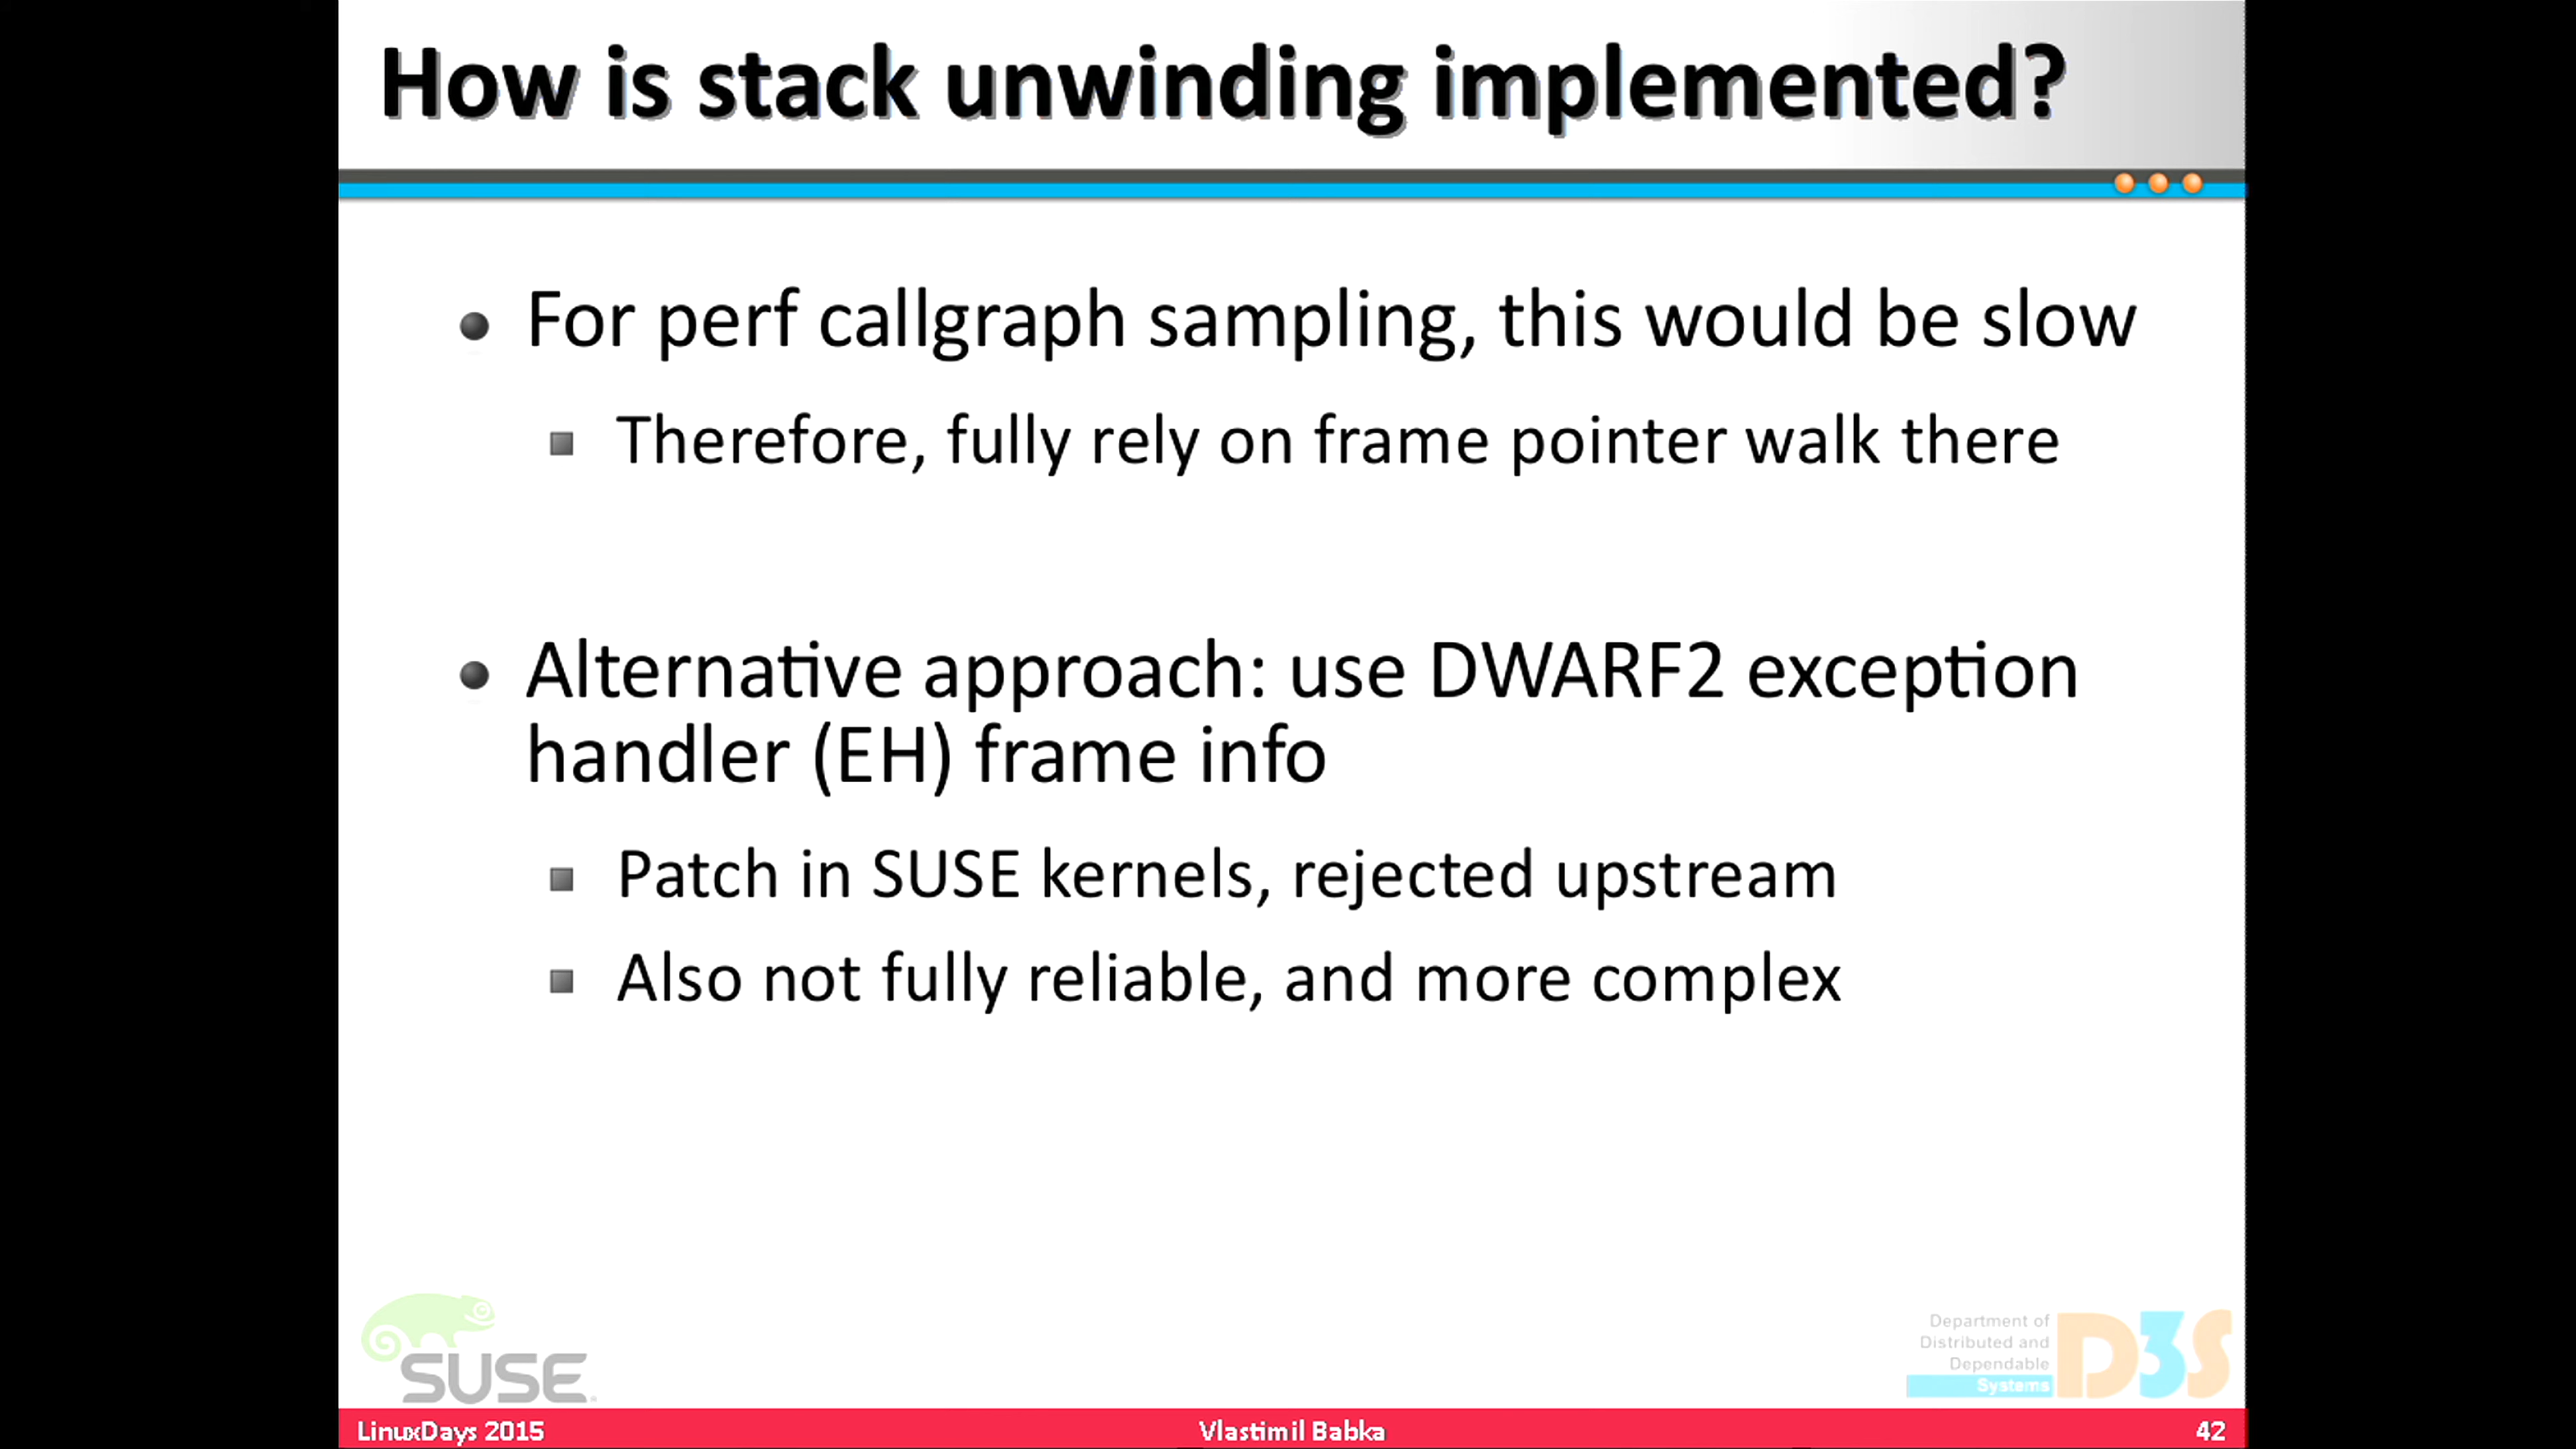 How is stack unwinding implemented?
For perf callgraph sampling, this would be slow
Therefore, fully rely on frame pointer walk there
Alternative approach: use DWARF2 exception
handler (EH) frame info
Patch in SUSE kernels, rejected upstream
Also not fully reliable, and more complex
SUSE
Department of
Distributed and
Dependable
Systems
D3S
LinuxDays 2015
Vlastimil Babka
42